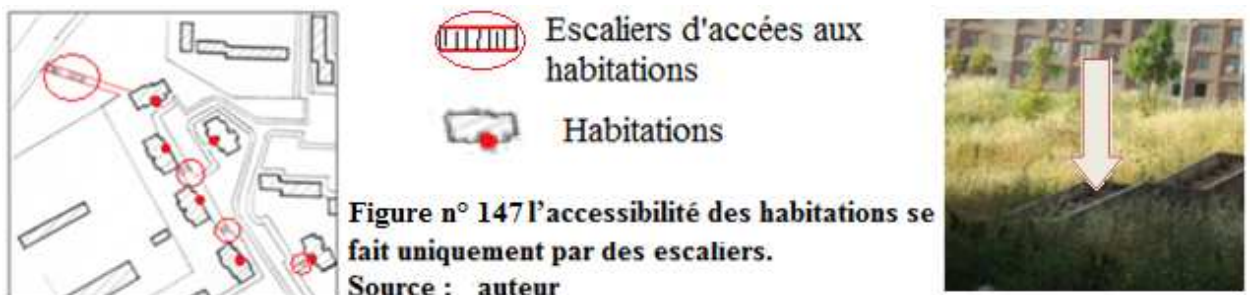 Escaliers d'accées aux
habitations
Habitations
Figure n° 147 l'accessibilité des habitations se
fait uniquement par des escaliers.
Source : auteur